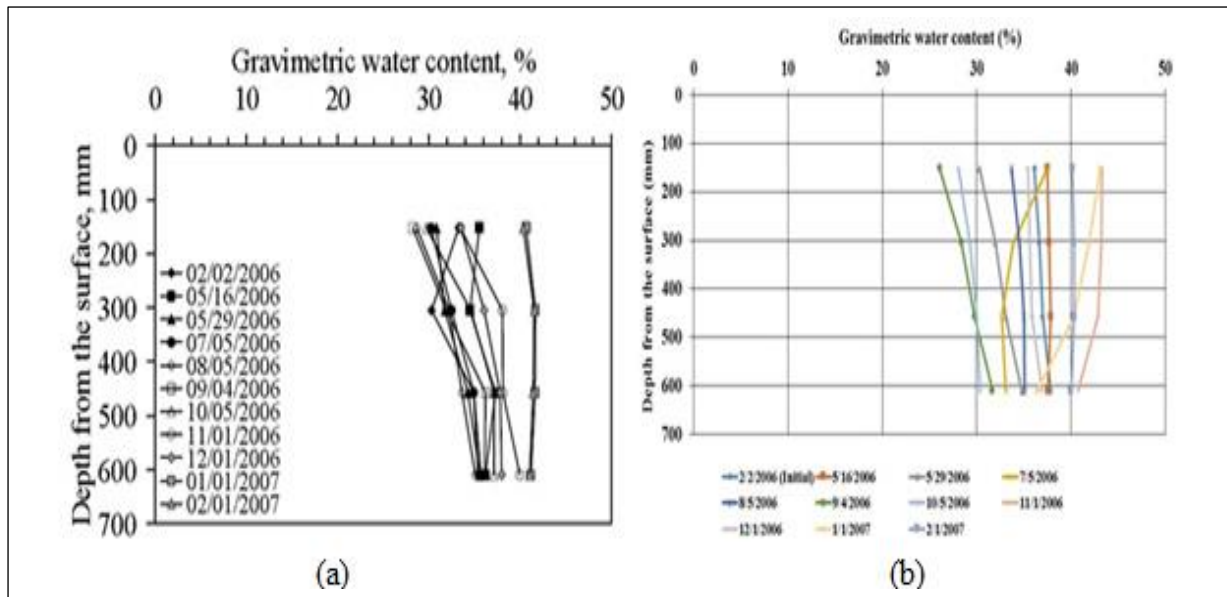 Gravimetric water content, %
0 10 20 30 40 50
0
100
200
300
400
500
600
700
Depth from the surface, mm
02/02/2006
05/16/2006
05/29/2006
07/05/2006
08/05/2006
09/04/2006
10/05/2006
11/01/2006
12/01/2006
01/01/2007
02/01/2007
(a)
Gravimetric water content (%)
0 10 20 30 40 50
0
100
200
300
400
500
600
700
Depth from the surface (mm)
2/2/2006 (Initial) 5/16/2006 5/29/2006 7/5/2006
8/5/2006 9/4/2006 10/5/2006 11/1/2006
12/1/2006 1/1/2007 2/1/2007
(b)